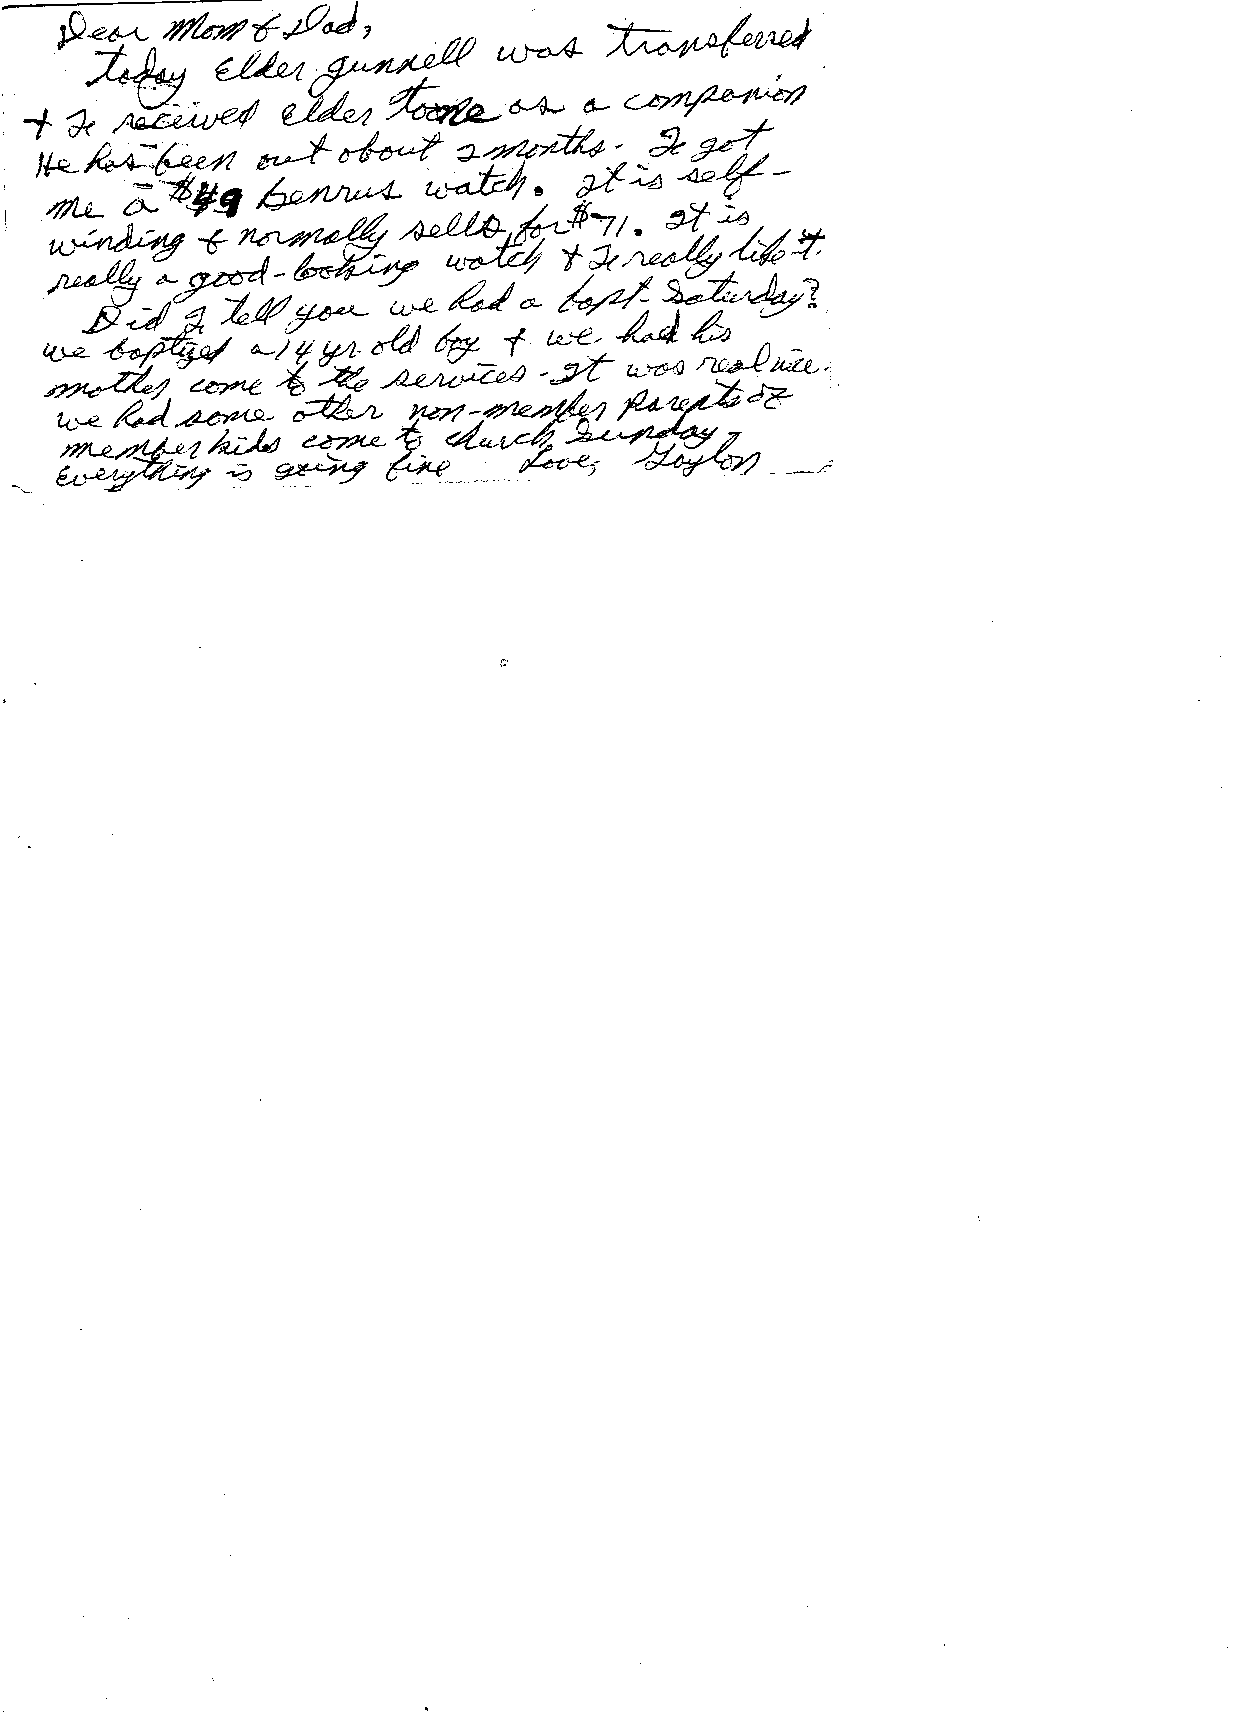 Dear Mom & Dad,
today Elder Gunnell was transferred
+ I received Elder Toone as a companion
He has been out about 2 months - I got
me a $49 Benrus watch. It is self-
winding & normally sells for $71. It is
really a good-looking watch & I really like it.
Did I tell you we had a bapt. Saturday?
we baptized a 14 yr. old boy + we had his
mother come to the services - It was real nice.
we had some other non-member parents of
member kids come to church Sunday -
Everything is going fine Love, Gaylon